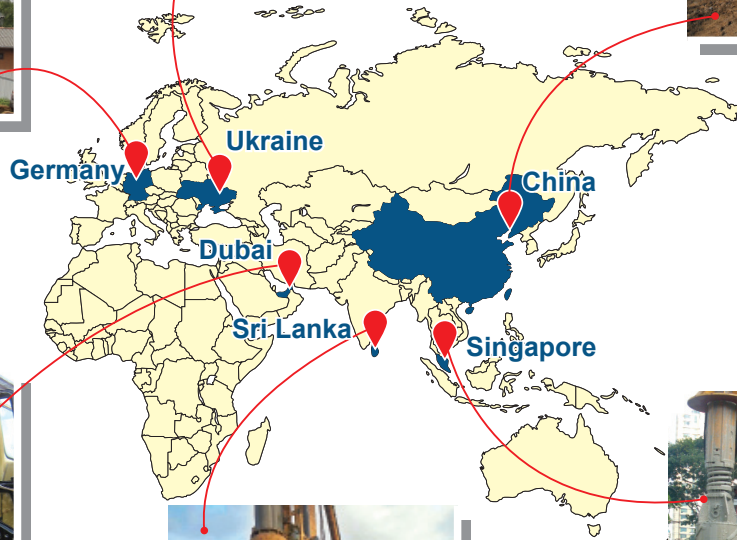 Ukraine
Germany
China
Dubai
Sri Lanka
Singapore